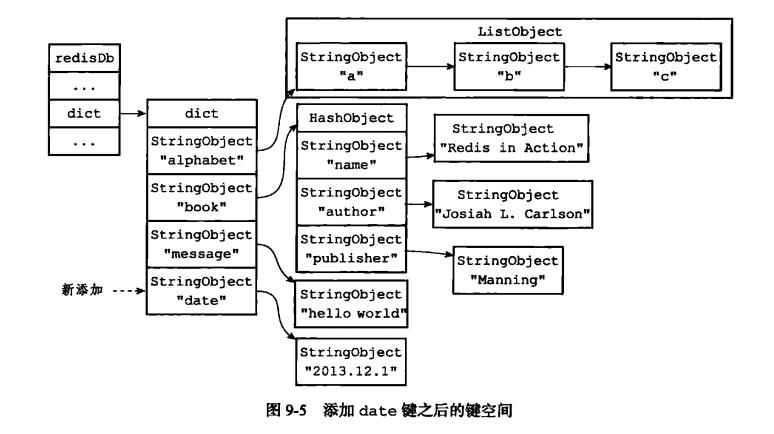 redisDb
...
dict
...
dict
StringObject
"alphabet"
StringObject
"book"
StringObject
"message"
新添加
StringObject
"date"
ListObject
StringObject
"a"
StringObject
"b"
StringObject
"c"
HashObject
StringObject
"name"
StringObject
"author"
StringObject
"publisher"
StringObject
"Redis in Action"
StringObject
"Josiah L. Carlson"
StringObject
"Manning"
StringObject
"hello world"
StringObject
"2013.12.1"
图 9-5 添加 date 键之后的键空间